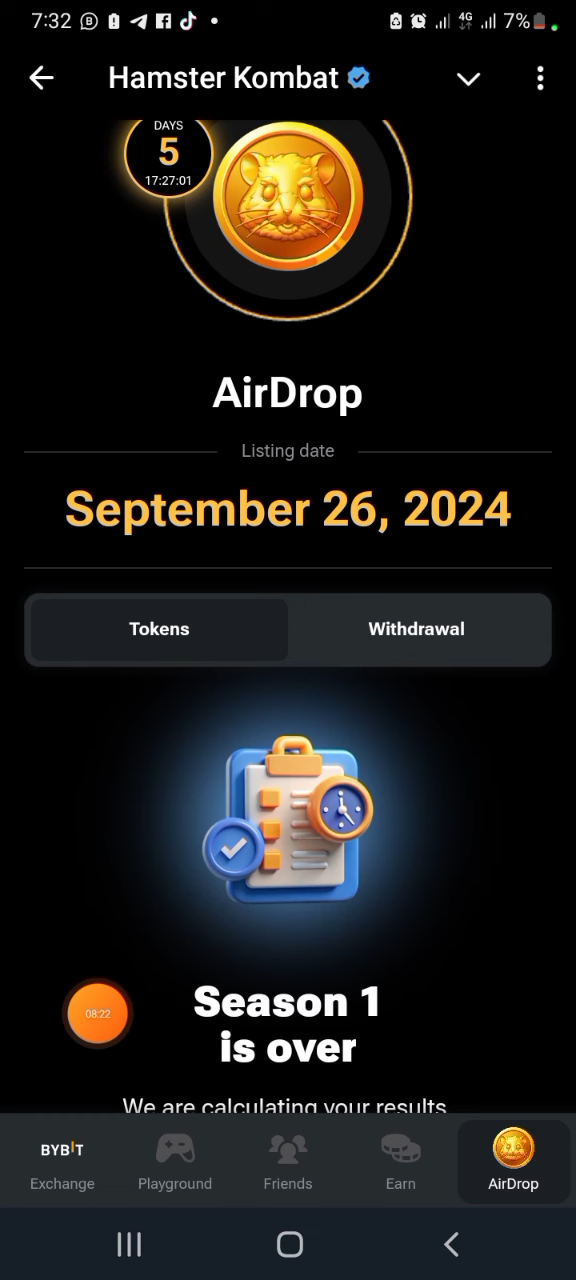 7:32 4G 7%
Hamster Kombat
DAYS
5
17:27:01
AirDrop
Listing date
September 26, 2024
Tokens Withdrawal
08:22
Season 1
is over
We are calculating your results
BYBIT
Exchange Playground Friends Earn AirDrop